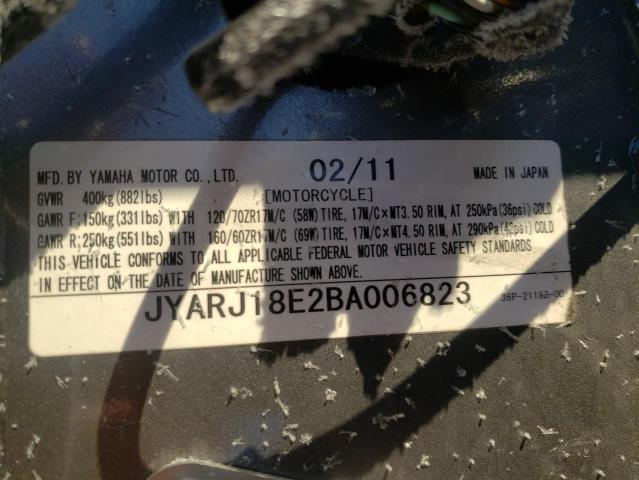 MFD. BY YAMAHA MOTOR CO., LTD. 02/11 MADE IN JAPAN
GVWR 400kg(882lbs) [MOTORCYCLE]
GAWR F:150kg(331lbs) WITH 120/70ZR17M/C (58W) TIRE, 17M/C×MT3.50 RIM, AT 250kPa(36psi) COLD
GAWR R:250kg(551lbs) WITH 160/60ZR17M/C (69W) TIRE, 17M/C×MT4.50 RIM, AT 290kPa(42psi) COLD
THIS VEHICLE CONFORMS TO ALL APPLICABLE FEDERAL MOTOR VEHICLE SAFETY STANDARDS
IN EFFECT ON THE DATE OF MANUFACTURE SHOWN ABOVE.
JYARJ18E2BA006823 36P-2118G-00